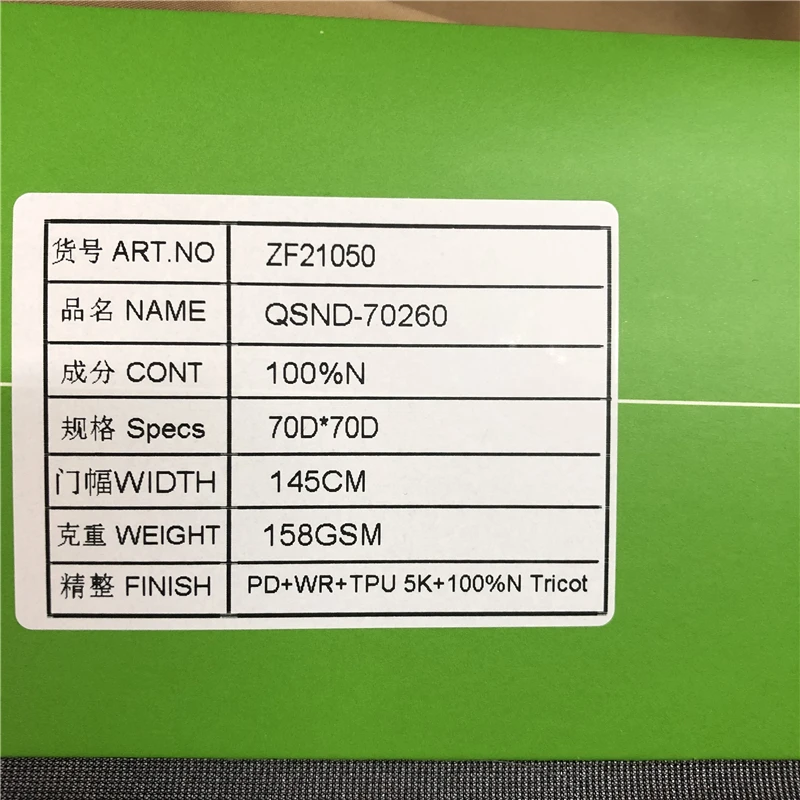 货号 ART.NO ZF21050
品名 NAME QSND-70260
成分 CONT 100%N
规格 Specs 70D*70D
门幅WIDTH 145CM
克重 WEIGHT 158GSM
精整 FINISH PD+WR+TPU 5K+100%N Tricot